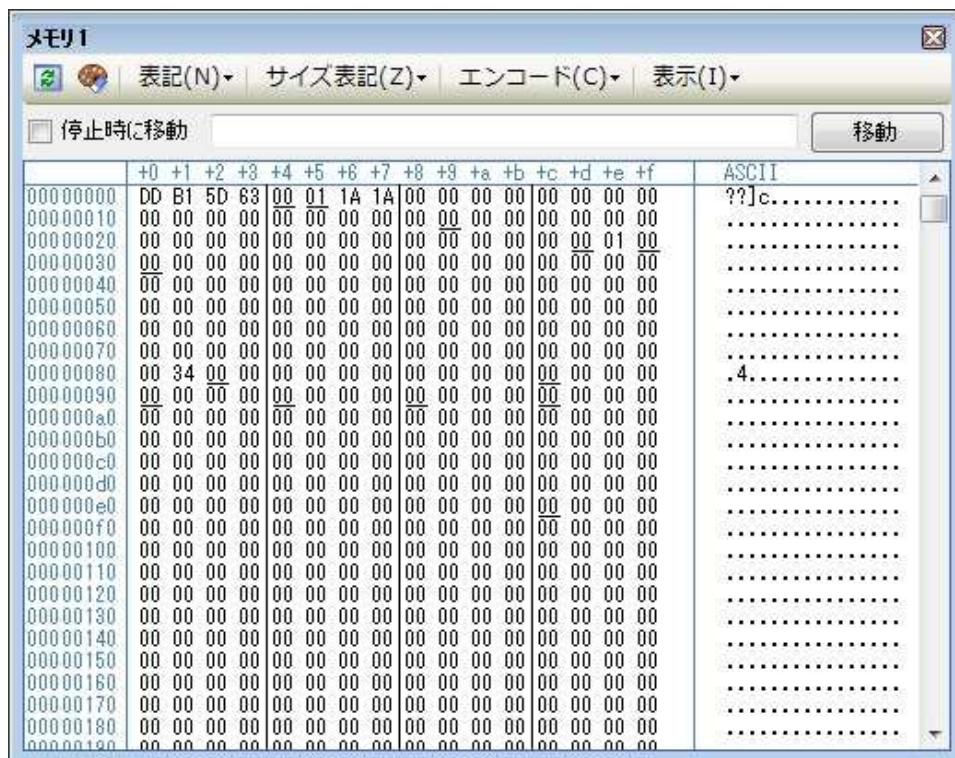 メモリ1
表記(N)▾ サイズ表記(Z)▾ エンコード(C)▾ 表示(I)▾
停止時に移動 移動
+0 +1 +2 +3 +4 +5 +6 +7 +8 +9 +a +b +c +d +e +f ASCII
00000000 DD B1 5D 63 00 01 1A 1A 00 00 00 00 00 00 00 00 ??]c............
00000010 00 00 00 00 00 00 00 00 00 00 00 00 00 00 00 00 ................
00000020 00 00 00 00 00 00 00 00 00 00 00 00 00 00 01 00 ................
00000030 00 00 00 00 00 00 00 00 00 00 00 00 00 00 00 00 ................
00000040 00 00 00 00 00 00 00 00 00 00 00 00 00 00 00 00 ................
00000050 00 00 00 00 00 00 00 00 00 00 00 00 00 00 00 00 ................
00000060 00 00 00 00 00 00 00 00 00 00 00 00 00 00 00 00 ................
00000070 00 00 00 00 00 00 00 00 00 00 00 00 00 00 00 00 ................
00000080 00 34 00 00 00 00 00 00 00 00 00 00 00 00 00 00 .4..............
00000090 00 00 00 00 00 00 00 00 00 00 00 00 00 00 00 00 ................
000000a0 00 00 00 00 00 00 00 00 00 00 00 00 00 00 00 00 ................
000000b0 00 00 00 00 00 00 00 00 00 00 00 00 00 00 00 00 ................
000000c0 00 00 00 00 00 00 00 00 00 00 00 00 00 00 00 00 ................
000000d0 00 00 00 00 00 00 00 00 00 00 00 00 00 00 00 00 ................
000000e0 00 00 00 00 00 00 00 00 00 00 00 00 00 00 00 00 ................
000000f0 00 00 00 00 00 00 00 00 00 00 00 00 00 00 00 00 ................
00000100 00 00 00 00 00 00 00 00 00 00 00 00 00 00 00 00 ................
00000110 00 00 00 00 00 00 00 00 00 00 00 00 00 00 00 00 ................
00000120 00 00 00 00 00 00 00 00 00 00 00 00 00 00 00 00 ................
00000130 00 00 00 00 00 00 00 00 00 00 00 00 00 00 00 00 ................
00000140 00 00 00 00 00 00 00 00 00 00 00 00 00 00 00 00 ................
00000150 00 00 00 00 00 00 00 00 00 00 00 00 00 00 00 00 ................
00000160 00 00 00 00 00 00 00 00 00 00 00 00 00 00 00 00 ................
00000170 00 00 00 00 00 00 00 00 00 00 00 00 00 00 00 00 ................
00000180 00 00 00 00 00 00 00 00 00 00 00 00 00 00 00 00 ................
00000190 00 00 00 00 00 00 00 00 00 00 00 00 00 00 00 00